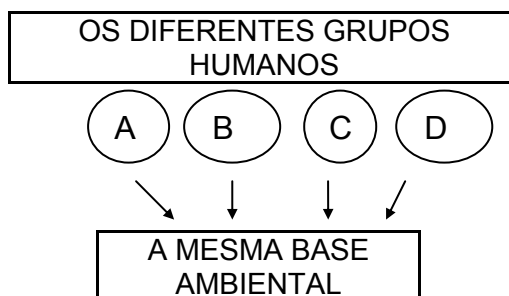 OS DIFERENTES GRUPOS
HUMANOS
A B C D
A MESMA BASE
AMBIENTAL